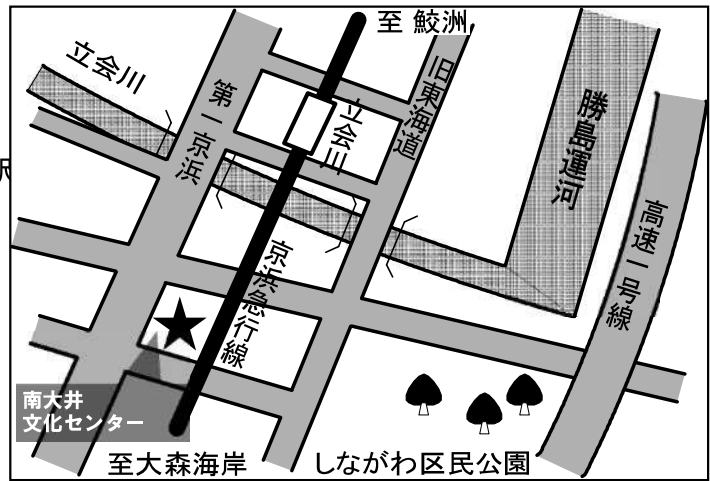 至 鮫洲
立会川
第一京浜
立会川
旧東海道
勝島運河
高速一号線
駅
京浜急行線
南大井
文化センター
至大森海岸
しながわ区民公園